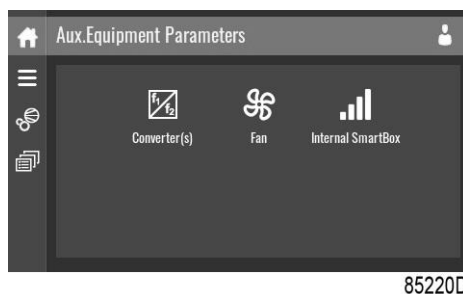 Aux.Equipment Parameters
f1/f2
Converter(s) Fan Internal SmartBox
85220D